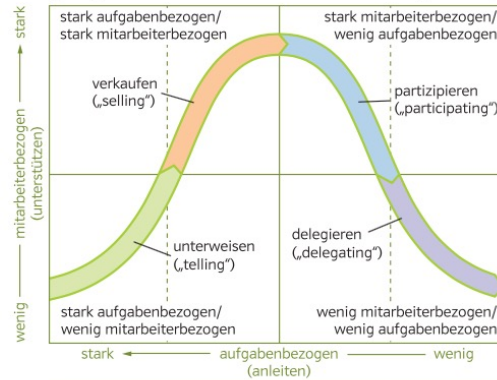 stark aufgabenbezogen/
stark mitarbeiterbezogen
stark mitarbeiterbezogen/
wenig aufgabenbezogen
verkaufen
(„selling“)
partizipieren
(„participating“)
unterweisen
(„telling“)
delegieren
(„delegating“)
stark aufgabenbezogen/
wenig mitarbeiterbezogen
wenig mitarbeiterbezogen/
wenig aufgabenbezogen
wenig mitarbeiterbezogen stark
(unterstützen)
stark aufgabenbezogen wenig
(anleiten)